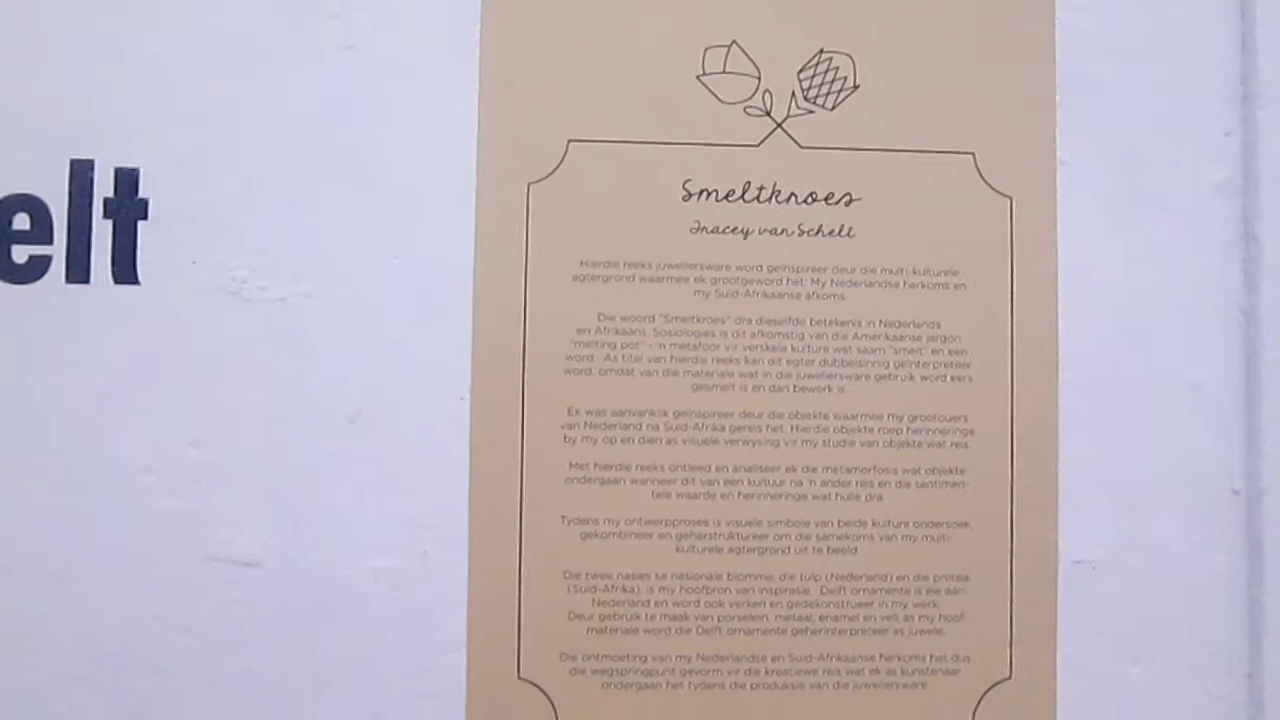 elt
Smeltkroes
Tracey van Schelt
Hierdie reeks juweliersware word geïnspireer deur die multi-kulturele
agtergrond waarmee ek grootgeword het: My Nederlandse herkoms en
my Suid-Afrikaanse afkoms.
Die woord "Smeltkroes" dra dieselfde betekenis in Nederlands
en Afrikaans. Sosiologies is dit afkomstig van die Amerikaanse jargon
"melting pot" - 'n metafoor vir verskeie kulture wat saam "smelt" en een
word. As titel van hierdie reeks kan dit egter dubbelsinnig geïnterpreteer
word, omdat van die materiale wat in die juweliersware gebruik word eers
gesmelt is en dan bewerk is.
Ek was aanvanklik geïnspireer deur die objekte waarmee my grootouers
van Nederland na Suid-Afrika gereis het. Hierdie objekte roep herinneringe
by my op en dien as visuele verwysing vir my studie van objekte wat reis.
Met hierdie reeks ontleed en analiseer ek die metamorfosis wat objekte
ondergaan wanneer dit van een kultuur na 'n ander reis en die sentimen-
tele waarde en herinneringe wat hulle dra.
Tydens my ontwerpproses is visuele simbole van beide kulture ondersoek,
gekombineer en geherstruktureer om die samekoms van my multi-
kulturele agtergrond uit te beeld.
Die twee nasies se nasionale blomme, die tulp (Nederland) en die protea
(Suid-Afrika), is my hoofbron van inspirasie. Delft ornamente is eie aan
Nederland en word ook verken en gedekonstrueer in my werk.
Deur gebruik te maak van porselein, metaal, enamel en velt as my hoof
materiale word die Delft ornamente geherinterpreteer as juwele.
Die ontmoeting van my Nederlandse en Suid-Afrikaanse herkoms het dus
die wegspringpunt gevorm vir die kreatiewe reis wat ek as kunstenaar
ondergaan het tydens die produksie van die juweliersware.